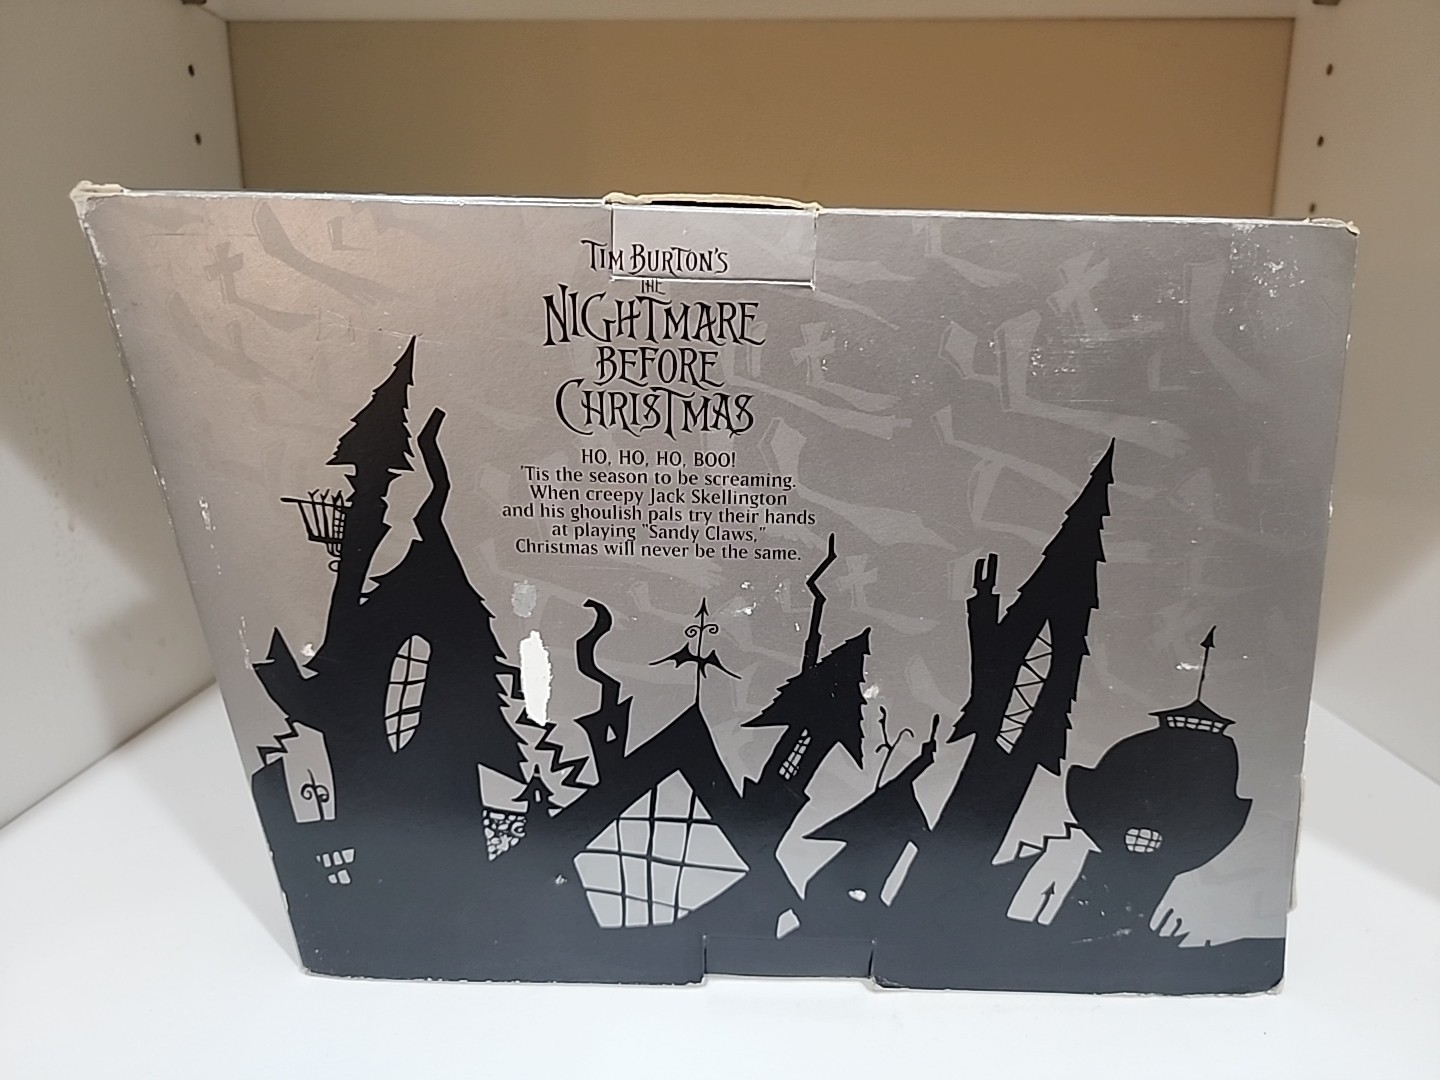 TIM BURTON'S
THE
NIGHTMARE
BEFORE
CHRISTMAS
HO, HO, HO, BOO!
'Tis the season to be screaming.
When creepy Jack Skellington
and his ghoulish pals try their hands
at playing "Sandy Claws,"
Christmas will never be the same.